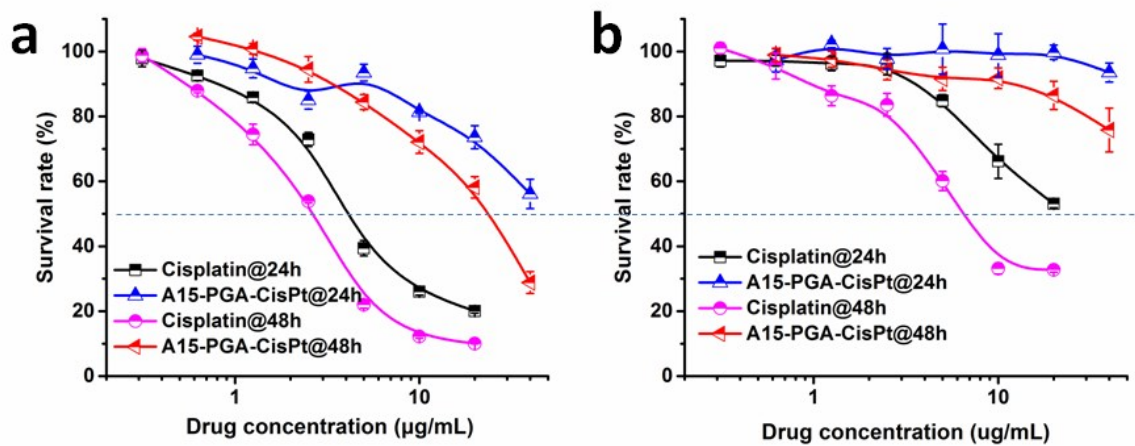 a
100
80
60
40
20
0
Survival rate (%)
Cisplatin@24h
A15-PGA-CisPt@24h
Cisplatin@48h
A15-PGA-CisPt@48h
1
10
Drug concentration (μg/mL)
b
100
80
60
40
20
0
Survival rate (%)
Cisplatin@24h
A15-PGA-CisPt@24h
Cisplatin@48h
A15-PGA-CisPt@48h
1
10
Drug concentration (ug/mL)